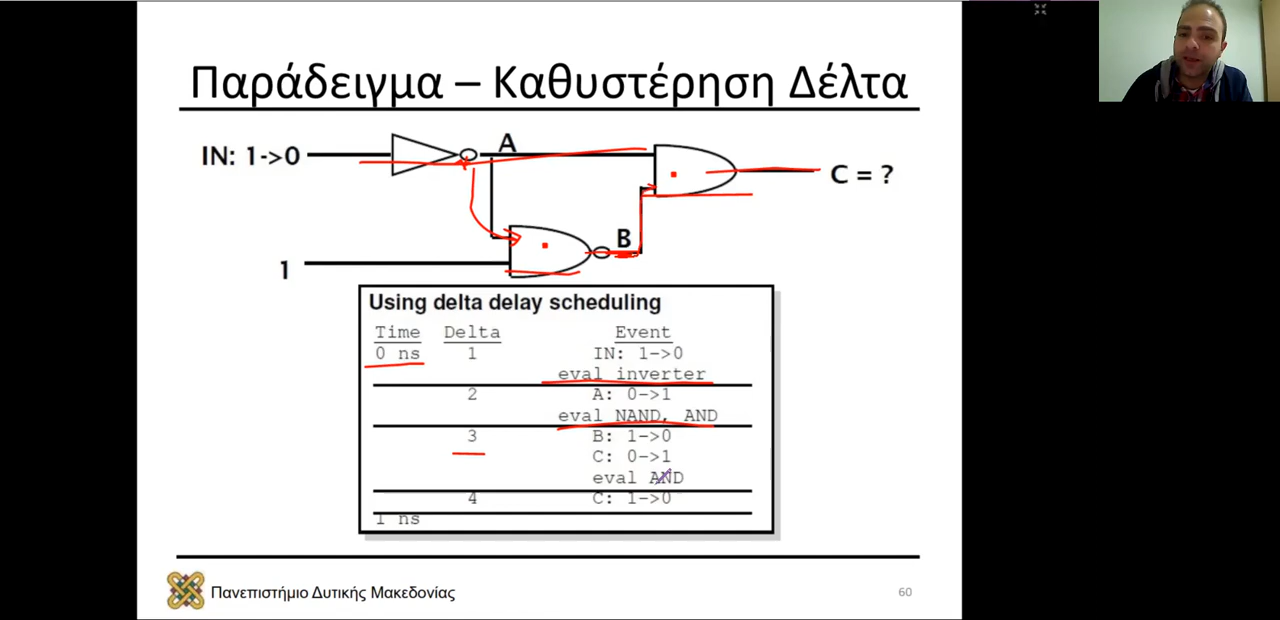 Παράδειγμα – Καθυστέρηση Δέλτα
IN: 1->0
A
C = ?
B
1
Using delta delay scheduling
Time Delta Event
0 ns 1 IN: 1->0
eval inverter
2 A: 0->1
eval NAND, AND
3 B: 1->0
C: 0->1
eval AND
4 C: 1->0
1 ns
Πανεπιστήμιο Δυτικής Μακεδονίας
60